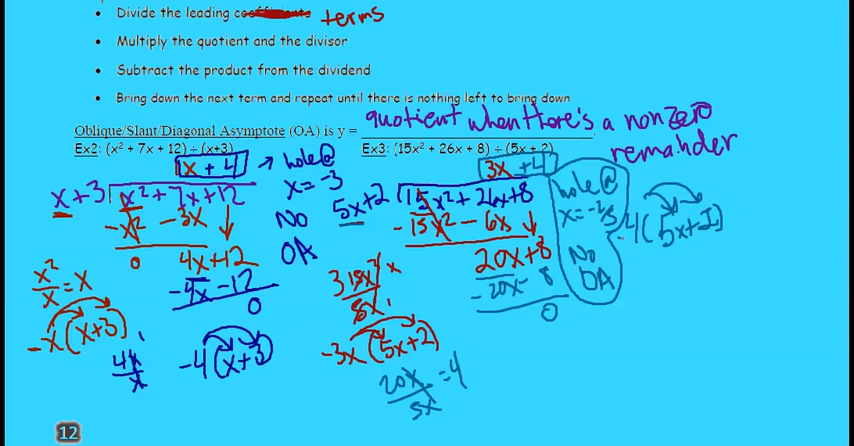 • Divide the leading coefficients terms
• Multiply the quotient and the divisor
• Subtract the product from the dividend
• Bring down the next term and repeat until there is nothing left to bring down
Oblique/Slant/Diagonal Asymptote (OA) is y = quotient when there's a nonzero
remainder
Ex2: (x² + 7x + 12) ÷ (x+3)
x + 4 → hole @
x = -3
No
OA
x + 3 x² + 7x + 12
- x² - 3x ↓
0 4x + 12
- 4x - 12
0
x²/x = x
-x(x+3)
4x/x
-4(x+3)
Ex3: (15x² + 26x + 8) ÷ (5x + 2)
3x + 4
5x + 2 15x² + 26x + 8
- 15x² - 6x ↓
20x + 8
- 20x - 8
0
hole @
x = -2/5
No
OA
-4(5x+2)
3 15x² x
5x 1
-3x(5x+2)
20x/5x = 4
12